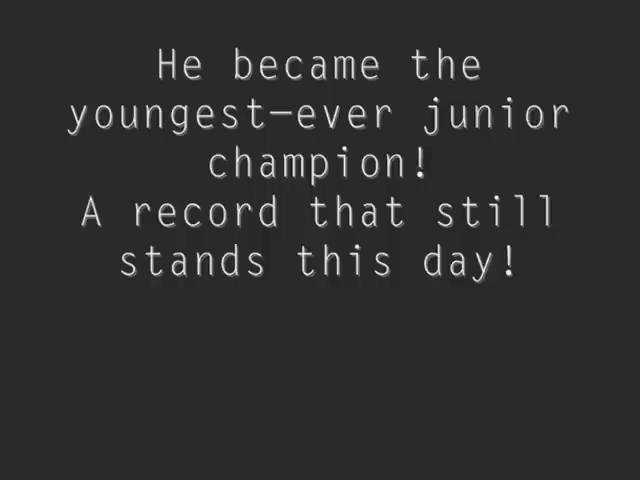 He became the
youngest-ever junior
champion!
A record that still
stands this day!